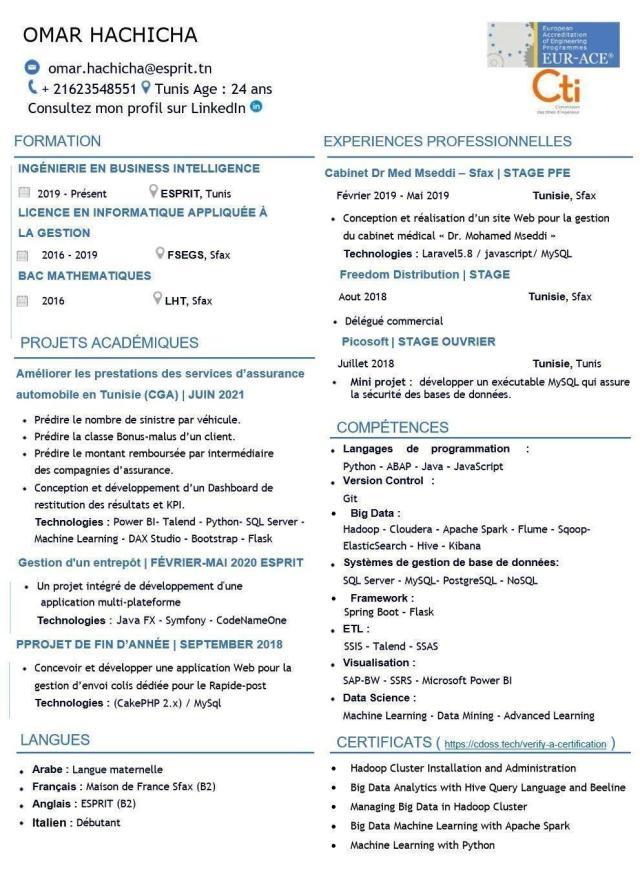 OMAR HACHICHA
omar.hachicha@esprit.tn
+ 21623548551 Tunis Age : 24 ans
Consultez mon profil sur LinkedIn in
European
Accreditation
of Engineering
Programmes
EUR-ACE®
Cti
Commission
des titres d'ingénieur
FORMATION
INGÉNIERIE EN BUSINESS INTELLIGENCE
2019 - Présent ESPRIT, Tunis
LICENCE EN INFORMATIQUE APPLIQUÉE À
LA GESTION
2016 - 2019 FSEGS, Sfax
BAC MATHEMATIQUES
2016 LHT, Sfax
PROJETS ACADÉMIQUES
Améliorer les prestations des services d'assurance
automobile en Tunisie (CGA) | JUIN 2021
• Prédire le nombre de sinistre par véhicule.
• Prédire la classe Bonus-malus d'un client.
• Prédire le montant remboursée par intermédiaire
des compagnies d'assurance.
• Conception et développement d'un Dashboard de
restitution des résultats et KPI.
Technologies : Power BI- Talend - Python- SQL Server -
Machine Learning - DAX Studio - Bootstrap - Flask
Gestion d'un entrepôt | FÉVRIER-MAI 2020 ESPRIT
• Un projet intégré de développement d'une
application multi-plateforme
Technologies : Java FX - Symfony - CodeNameOne
PPROJET DE FIN D'ANNÉE | SEPTEMBER 2018
• Concevoir et développer une application Web pour la
gestion d'envoi colis dédiée pour le Rapide-post
Technologies : (CakePHP 2.x) / MySql
LANGUES
• Arabe : Langue maternelle
• Français : Maison de France Sfax (B2)
• Anglais : ESPRIT (B2)
• Italien : Débutant
EXPERIENCES PROFESSIONNELLES
Cabinet Dr Med Mseddi – Sfax | STAGE PFE
Février 2019 - Mai 2019 Tunisie, Sfax
• Conception et réalisation d'un site Web pour la gestion
du cabinet médical « Dr. Mohamed Mseddi »
Technologies : Laravel5.8 / javascript/ MySQL
Freedom Distribution | STAGE
Aout 2018 Tunisie, Sfax
• Délégué commercial
Picosoft | STAGE OUVRIER
Juillet 2018 Tunisie, Tunis
• Mini projet : développer un exécutable MySQL qui assure
la sécurité des bases de données.
COMPÉTENCES
• Langages de programmation :
Python - ABAP - Java - JavaScript
• Version Control :
Git
• Big Data :
Hadoop - Cloudera - Apache Spark - Flume - Sqoop-
ElasticSearch - Hive - Kibana
• Systèmes de gestion de base de données:
SQL Server - MySQL- PostgreSQL - NoSQL
• Framework :
Spring Boot - Flask
• ETL :
SSIS - Talend - SSAS
• Visualisation :
SAP-BW - SSRS - Microsoft Power BI
• Data Science :
Machine Learning - Data Mining - Advanced Learning
CERTIFICATS ( https://cdoss.tech/verify-a-certification )
• Hadoop Cluster Installation and Administration
• Big Data Analytics with Hive Query Language and Beeline
• Managing Big Data in Hadoop Cluster
• Big Data Machine Learning with Apache Spark
• Machine Learning with Python